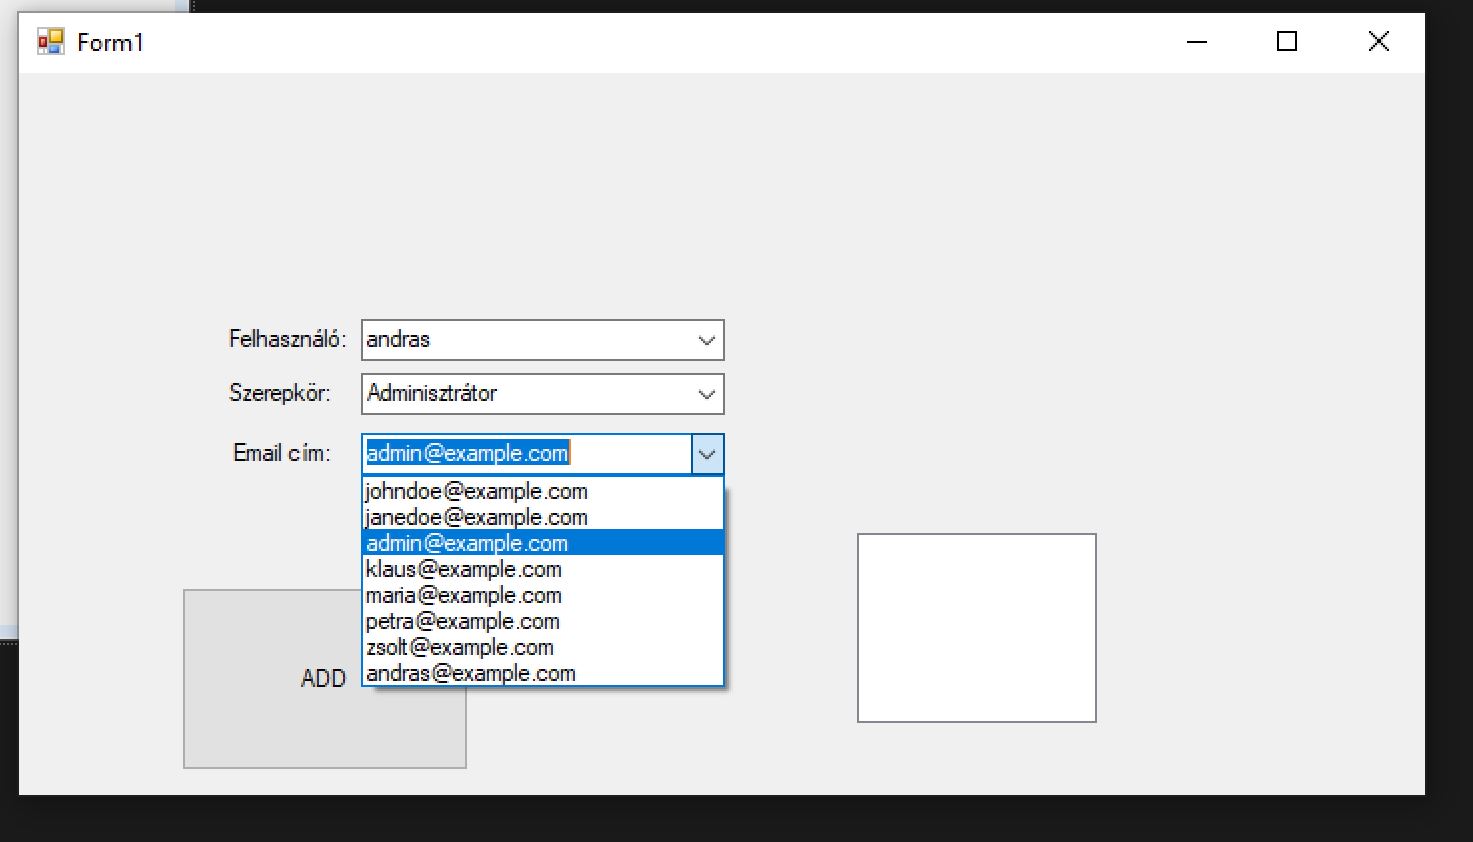 Form1
Felhasználó: andras
Szerepkör: Adminisztrátor
Email cím: admin@example.com
johndoe@example.com
janedoe@example.com
admin@example.com
klaus@example.com
maria@example.com
petra@example.com
zsolt@example.com
andras@example.com
ADD